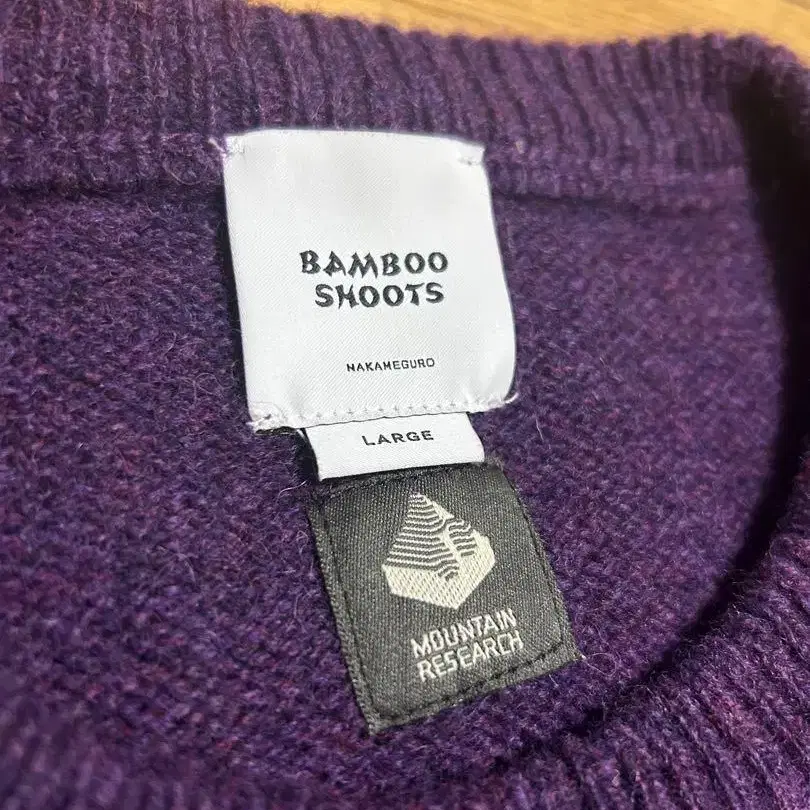 BAMBOO
SHOOTS
NAKAMEGURO
LARGE
MOUNTAIN
RESEARCH